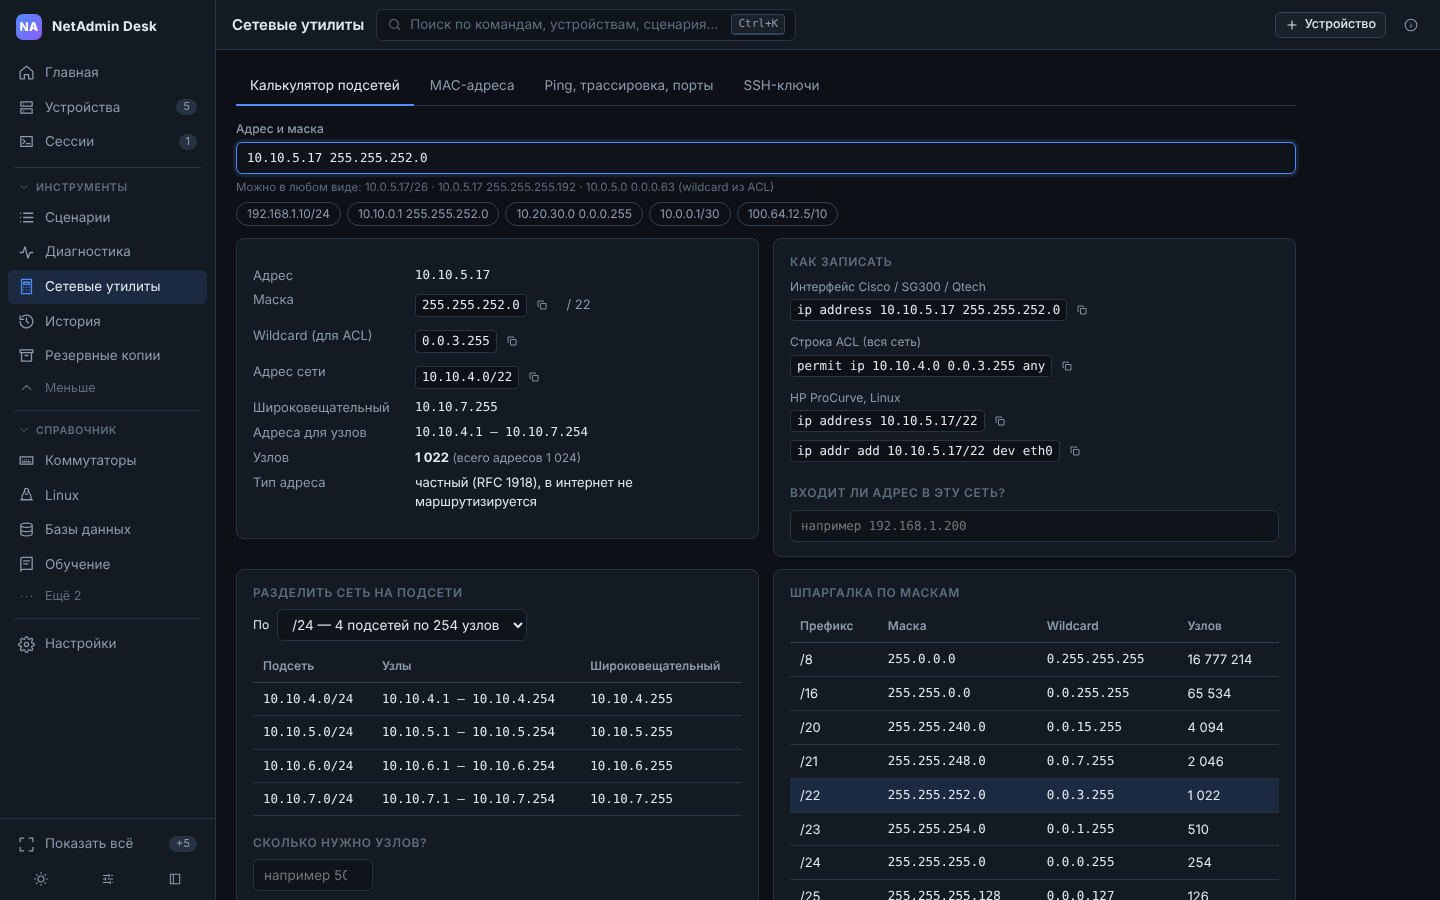 NA NetAdmin Desk
Главная
Устройства 5
Сессии 1
ИНСТРУМЕНТЫ
Сценарии
Диагностика
Сетевые утилиты
История
Резервные копии
Меньше
СПРАВОЧНИК
Коммутаторы
Linux
Базы данных
Обучение
Ещё 2
Настройки
Показать всё +5
Сетевые утилиты
Поиск по командам, устройствам, сценария... Ctrl+K
Устройство
Калькулятор подсетей MAC-адреса Ping, трассировка, порты SSH-ключи
Адрес и маска
10.10.5.17 255.255.252.0
Можно в любом виде: 10.0.5.17/26 · 10.0.5.17 255.255.255.192 · 10.0.5.0 0.0.0.63 (wildcard из ACL)
192.168.1.10/24 10.10.0.1 255.255.252.0 10.20.30.0 0.0.0.255 10.0.0.1/30 100.64.12.5/10
Адрес 10.10.5.17
Маска 255.255.252.0 / 22
Wildcard (для ACL) 0.0.3.255
Адрес сети 10.10.4.0/22
Широковещательный 10.10.7.255
Адреса для узлов 10.10.4.1 — 10.10.7.254
Узлов 1 022 (всего адресов 1 024)
Тип адреса частный (RFC 1918), в интернет не
маршрутизируется
КАК ЗАПИСАТЬ
Интерфейс Cisco / SG300 / Qtech
ip address 10.10.5.17 255.255.252.0
Строка ACL (вся сеть)
permit ip 10.10.4.0 0.0.3.255 any
HP ProCurve, Linux
ip address 10.10.5.17/22
ip addr add 10.10.5.17/22 dev eth0
ВХОДИТ ЛИ АДРЕС В ЭТУ СЕТЬ?
например 192.168.1.200
РАЗДЕЛИТЬ СЕТЬ НА ПОДСЕТИ
По /24 — 4 подсетей по 254 узлов
Подсеть Узлы Широковещательный
10.10.4.0/24 10.10.4.1 — 10.10.4.254 10.10.4.255
10.10.5.0/24 10.10.5.1 — 10.10.5.254 10.10.5.255
10.10.6.0/24 10.10.6.1 — 10.10.6.254 10.10.6.255
10.10.7.0/24 10.10.7.1 — 10.10.7.254 10.10.7.255
СКОЛЬКО НУЖНО УЗЛОВ?
например
ШПАРГАЛКА ПО МАСКАМ
Префикс Маска Wildcard Узлов
/8 255.0.0.0 0.255.255.255 16 777 214
/16 255.255.0.0 0.0.255.255 65 534
/20 255.255.240.0 0.0.15.255 4 094
/21 255.255.248.0 0.0.7.255 2 046
/22 255.255.252.0 0.0.3.255 1 022
/23 255.255.254.0 0.0.1.255 510
/24 255.255.255.0 0.0.0.255 254
/25 255.255.255.128 0.0.0.127 126